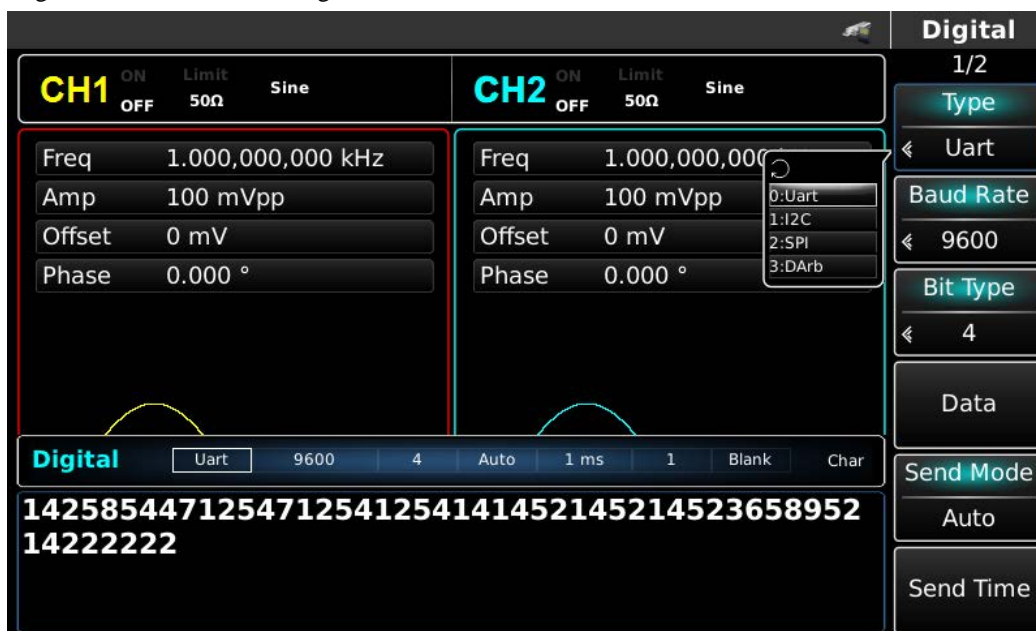 Digital
1/2
CH1 ON OFF Limit 50Ω Sine
CH2 ON OFF Limit 50Ω Sine
Type
Uart
Freq 1.000,000,000 kHz
Amp 100 mVpp
Offset 0 mV
Phase 0.000 °
Freq 1.000,000,00
Amp 100 mVpp
Offset 0 mV
Phase 0.000 °
0:Uart
1:I2C
2:SPI
3:DArb
Baud Rate
9600
Bit Type
4
Data
Send Mode
Auto
Send Time
Digital Uart 9600 4 Auto 1 ms 1 Blank Char
142585447125471254125414145214521452365895​2
14222222